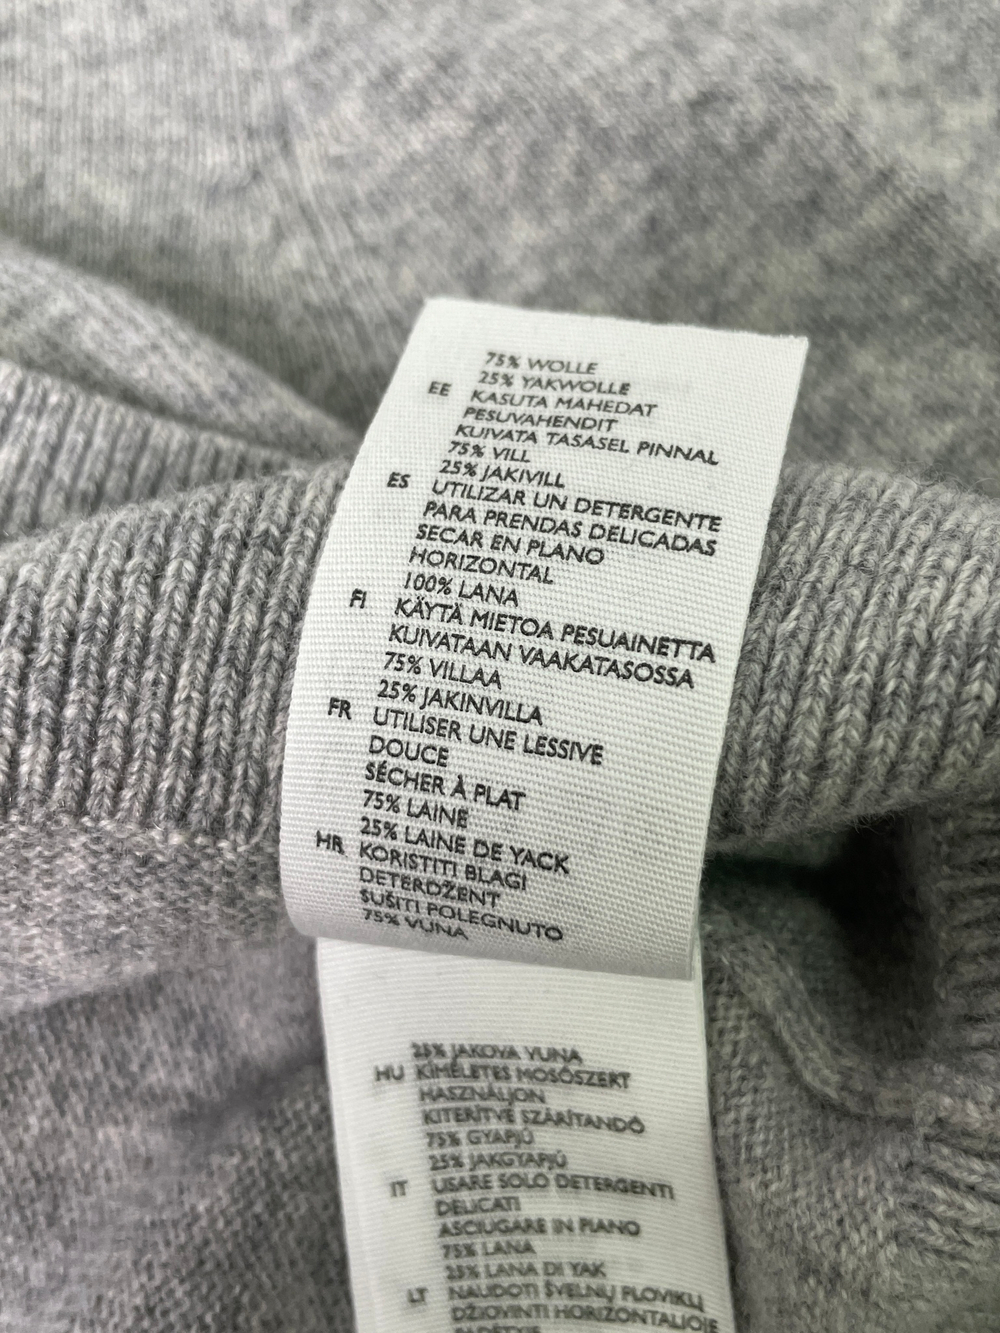 75% WOLLE
25% YAKWOLLE
EE KASUTA MAHEDAT
PESUVAHENDIT
KUIVATA TASASEL PINNAL
75% VILL
25% JAKIVILL
ES UTILIZAR UN DETERGENTE
PARA PRENDAS DELICADAS
SECAR EN PLANO
HORIZONTAL
100% LANA
FI KÄYTÄ MIETOA PESUAINETTA
KUIVATAAN VAAKATASOSSA
75% VILLAA
25% JAKINVILLA
FR UTILISER UNE LESSIVE
DOUCE
SÉCHER À PLAT
75% LAINE
25% LAINE DE YACK
HR KORISTITI BLAGI
DETERDŽENT
SUŠITI POLEGNUTO
75% VUNA
25% JAKOVA VUNA
HU KÍMÉLETES MOSÓSZERT
HASZNÁLJON
KITERÍTVE SZÁRÍTANDÓ
75% GYAPJÚ
25% JAKGYAPJÚ
IT USARE SOLO DETERGENTI
DELICATI
ASCIUGARE IN PIANO
75% LANA
25% LANA DI YAK
LT NAUDOTI ŠVELNŲ PLOVIKLĮ
DŽIOVINTI HORIZONTALIOJE